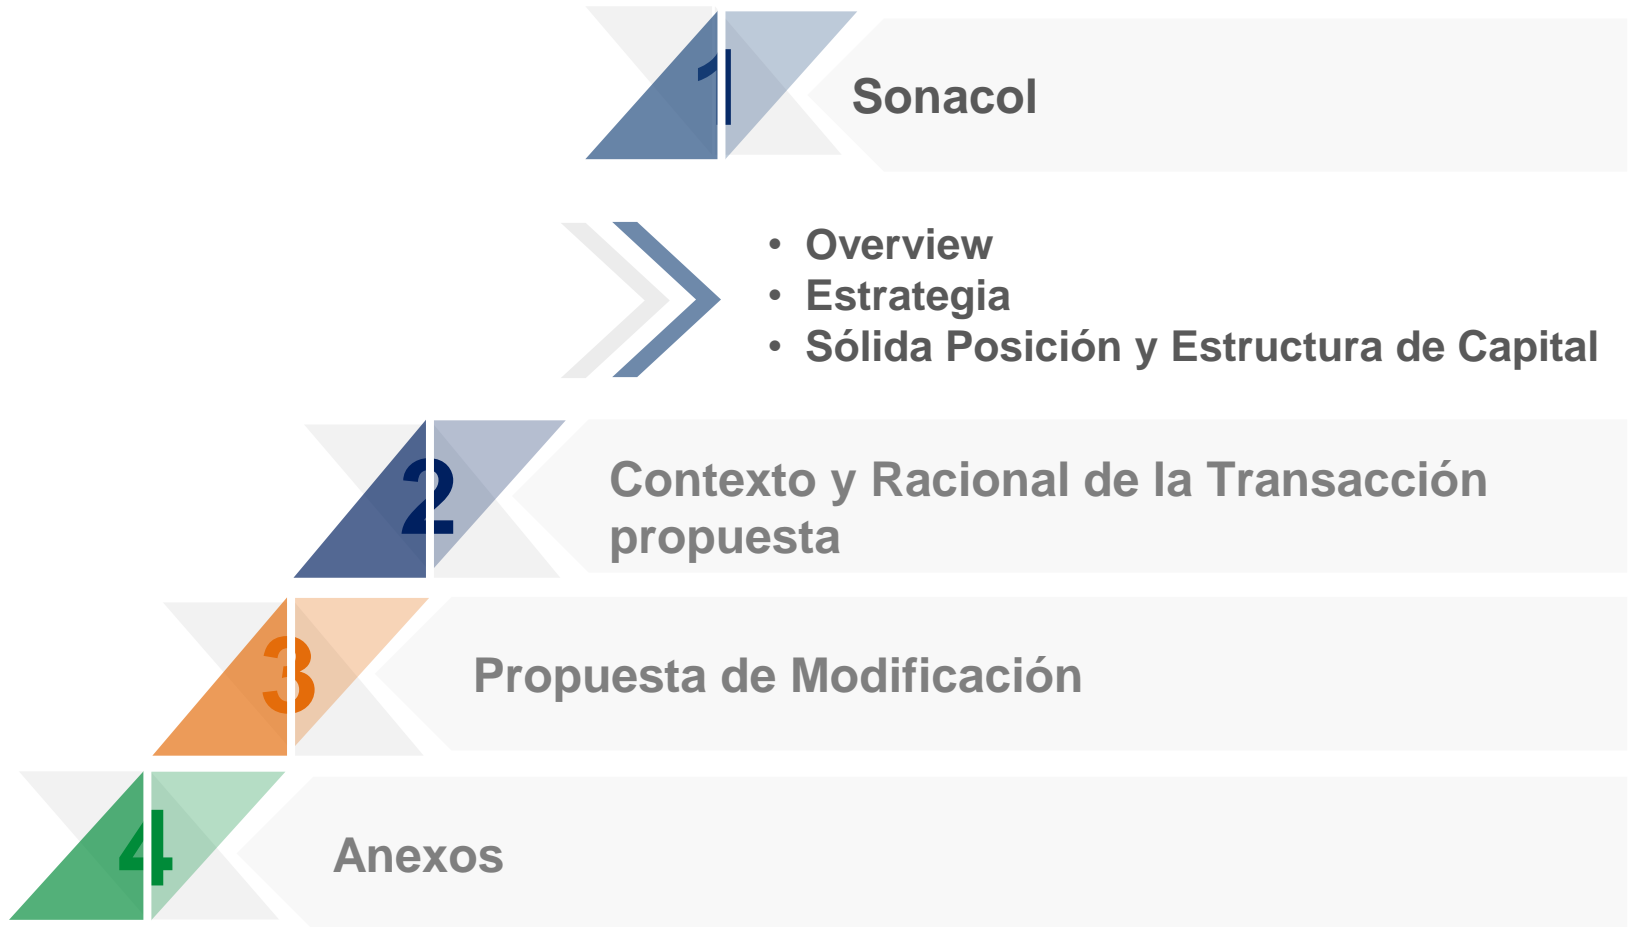 1
Sonacol
• Overview
• Estrategia
• Sólida Posición y Estructura de Capital
2
Contexto y Racional de la Transacción
propuesta
3
Propuesta de Modificación
4
Anexos